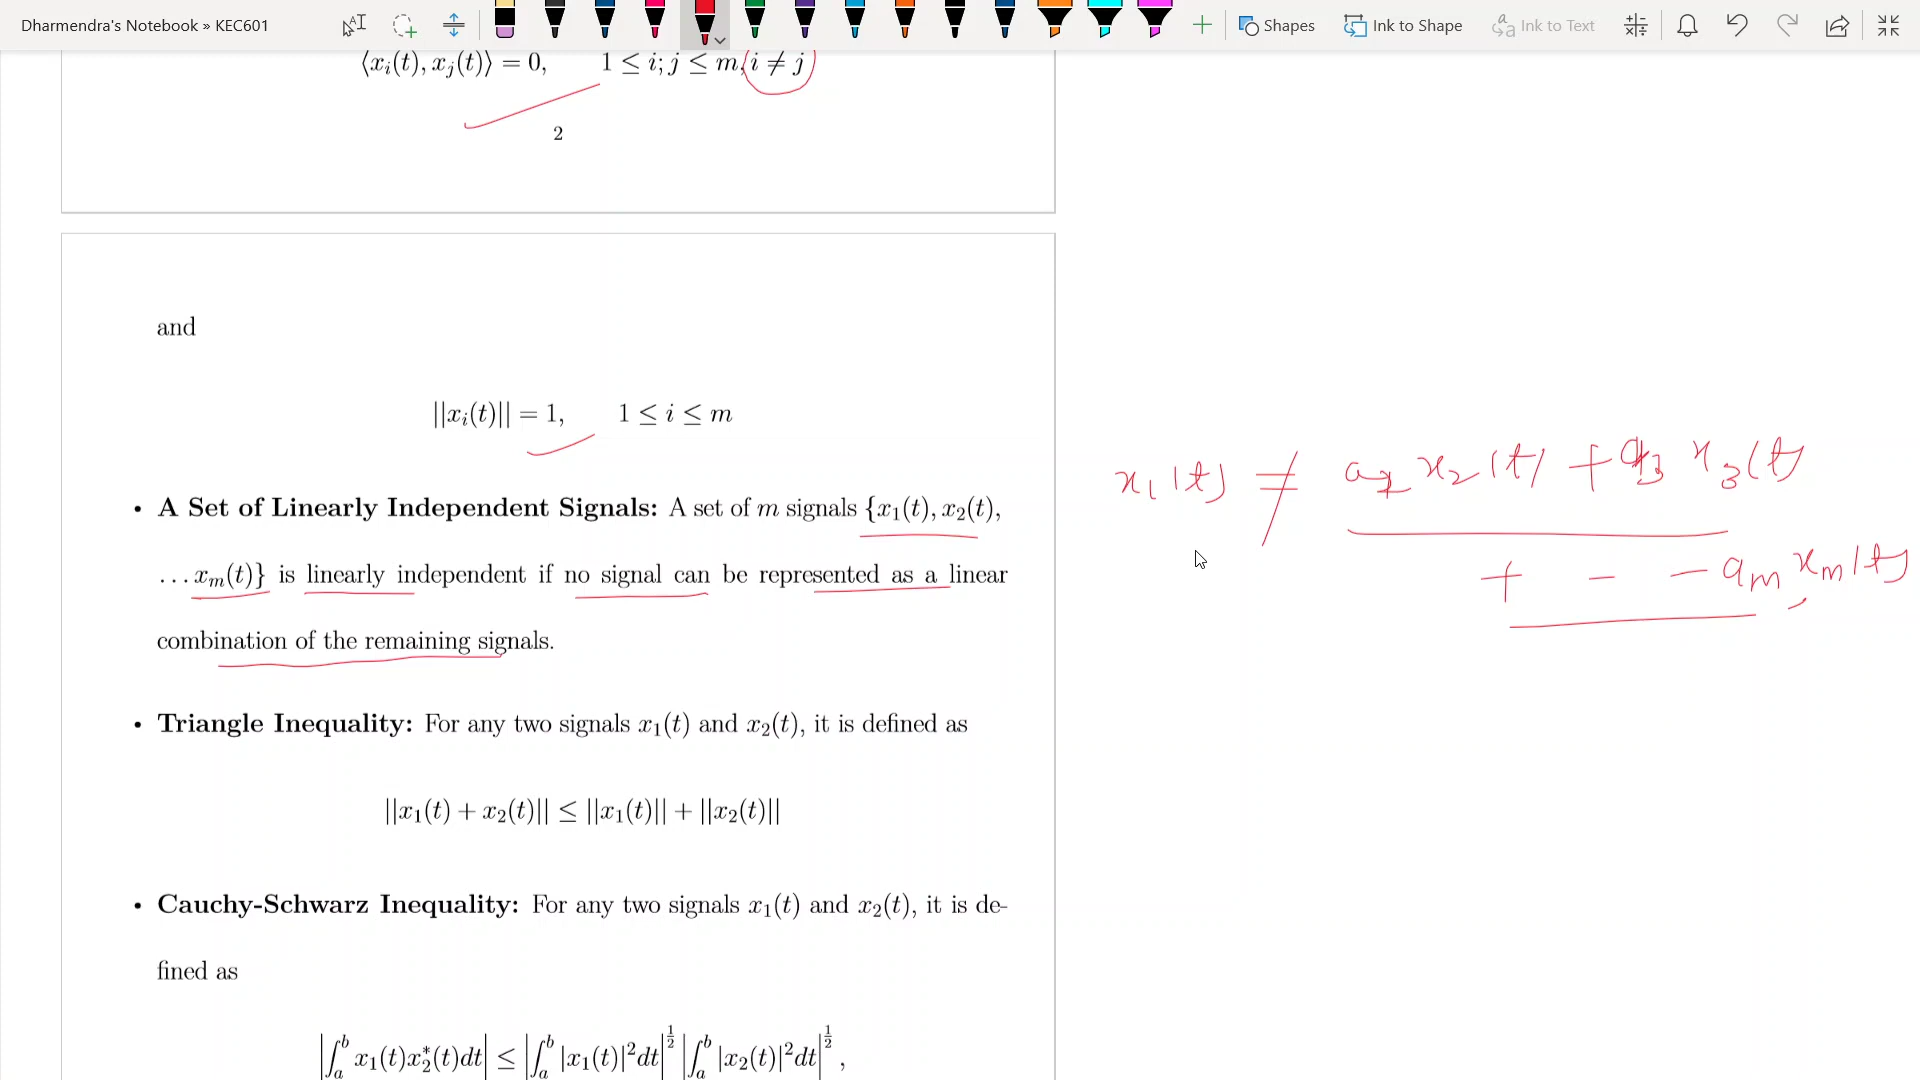 Dharmendra's Notebook » KEC601
Shapes
Ink to Shape
Ink to Text
⟨xᵢ(t), xⱼ(t)⟩ = 0, 1 ≤ i; j ≤ m, i ≠ j
2
and
||xᵢ(t)|| = 1, 1 ≤ i ≤ m
x₁(t) ≠ a₂ x₂(t) + a₃ x₃(t)
+ - - aₘ xₘ(t)
• A Set of Linearly Independent Signals: A set of m signals {x₁(t), x₂(t),
...xₘ(t)} is linearly independent if no signal can be represented as a linear
combination of the remaining signals.
• Triangle Inequality: For any two signals x₁(t) and x₂(t), it is defined as
||x₁(t) + x₂(t)|| ≤ ||x₁(t)|| + ||x₂(t)||
• Cauchy-Schwarz Inequality: For any two signals x₁(t) and x₂(t), it is de-
fined as
|∫ₐᵇ x₁(t)x₂*(t)dt| ≤ |∫ₐᵇ |x₁(t)|²dt|^½ |∫ₐᵇ |x₂(t)|²dt|^½ ,